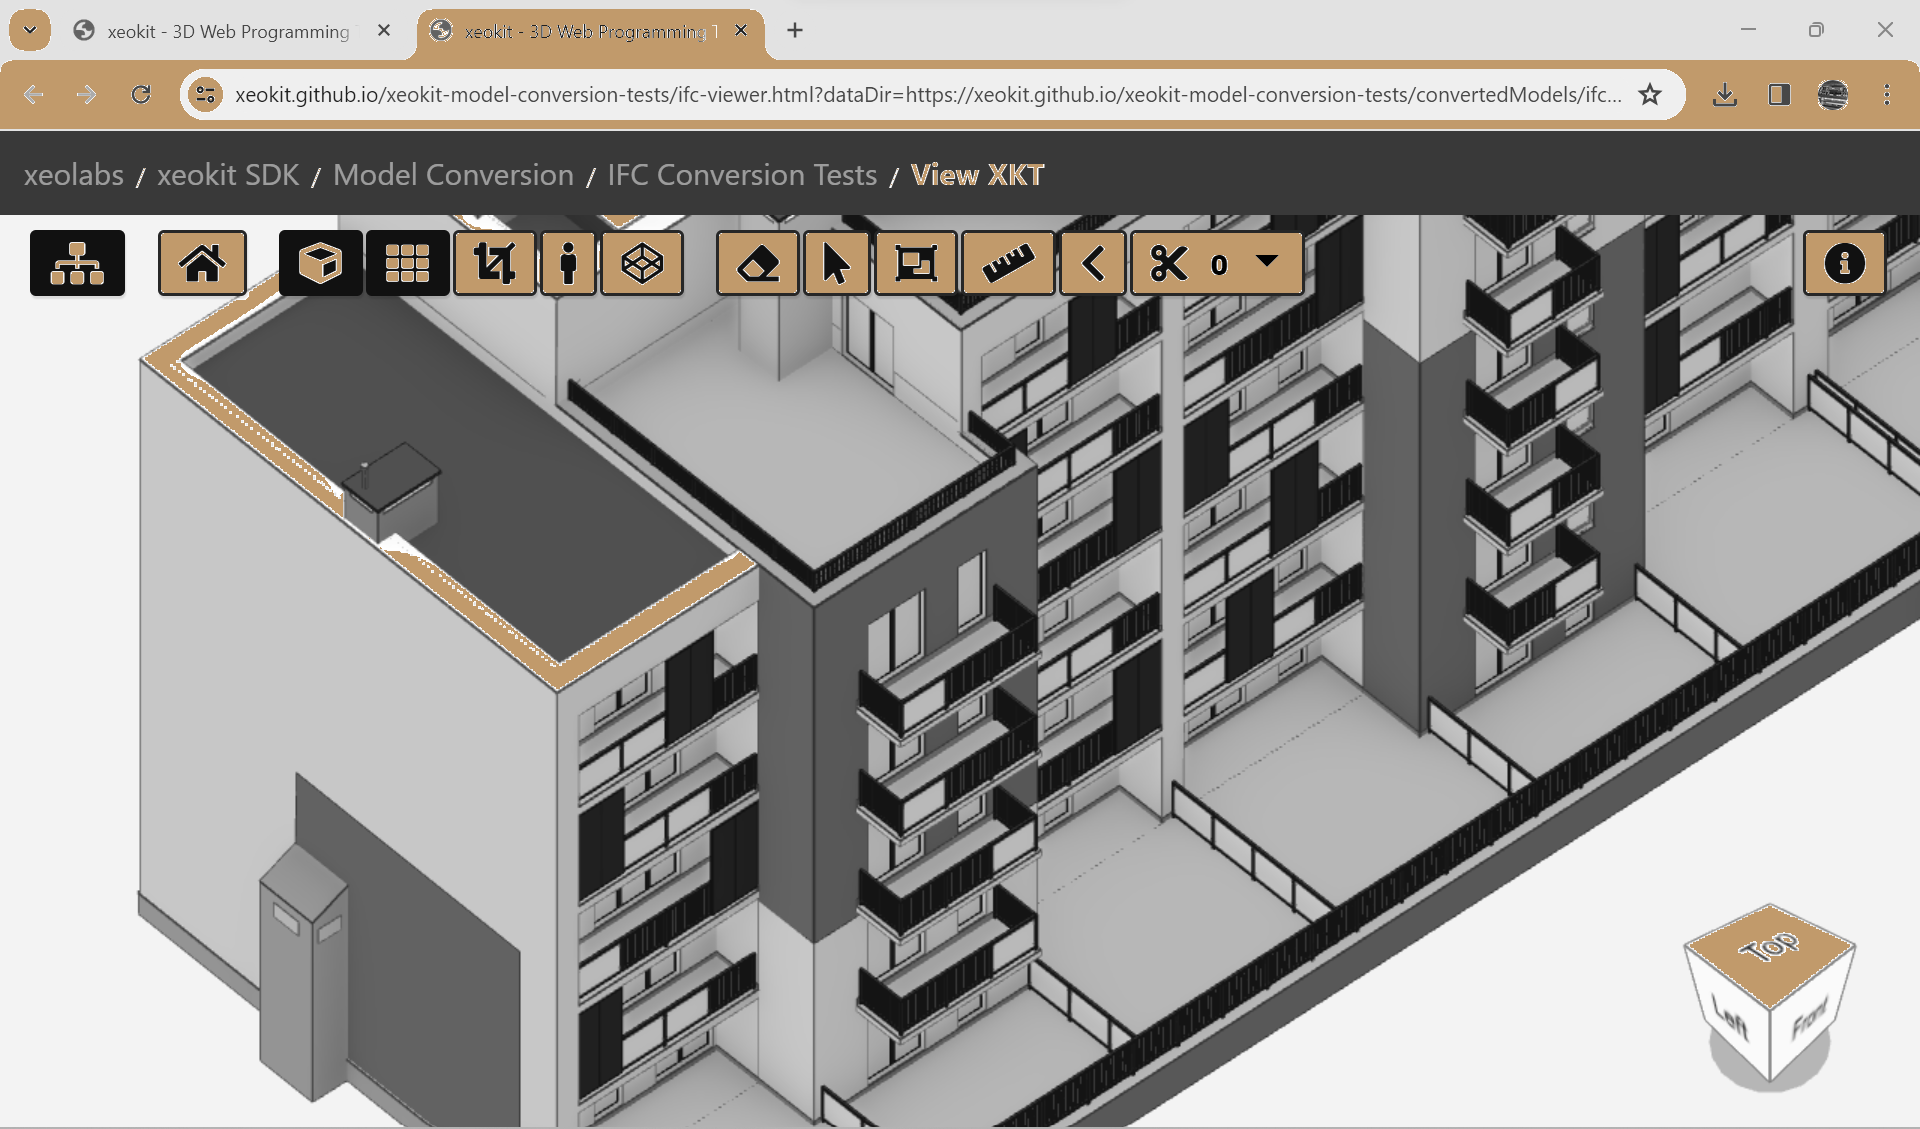 xeokit - 3D Web Programming
xeokit - 3D Web Programming T
xeokit.github.io/xeokit-model-conversion-tests/ifc-viewer.html?dataDir=https://xeokit.github.io/xeokit-model-conversion-tests/convertedModels/ifc...
xeolabs / xeokit SDK / Model Conversion / IFC Conversion Tests / View XKT
0
Top
Left
Front